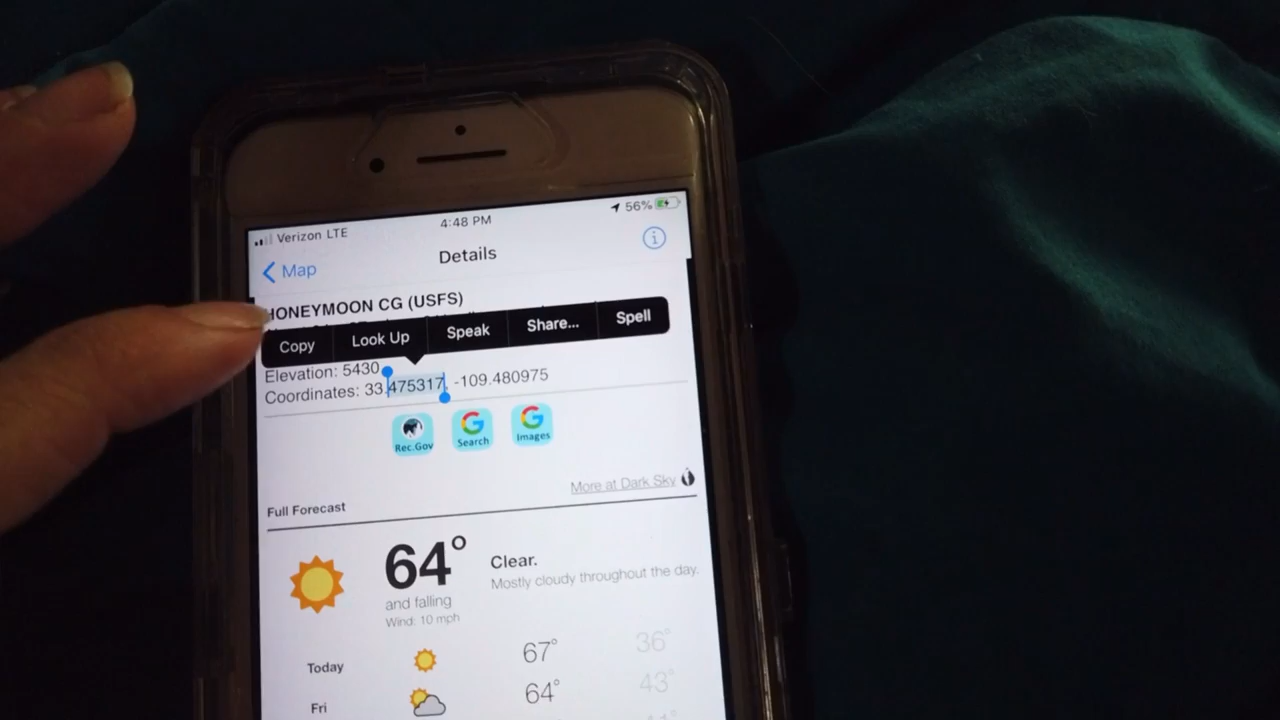 Verizon LTE 4:48 PM 56%
Map Details
HONEYMOON CG (USFS)
Copy Look Up Speak Share... Spell
Elevation: 5430
Coordinates: 33.475317, -109.480975
Rec.Gov Search Images
More at Dark Sky
Full Forecast
64° Clear.
Mostly cloudy throughout the day.
and falling
Wind: 10 mph
Today 67° 36°
Fri 64° 43°